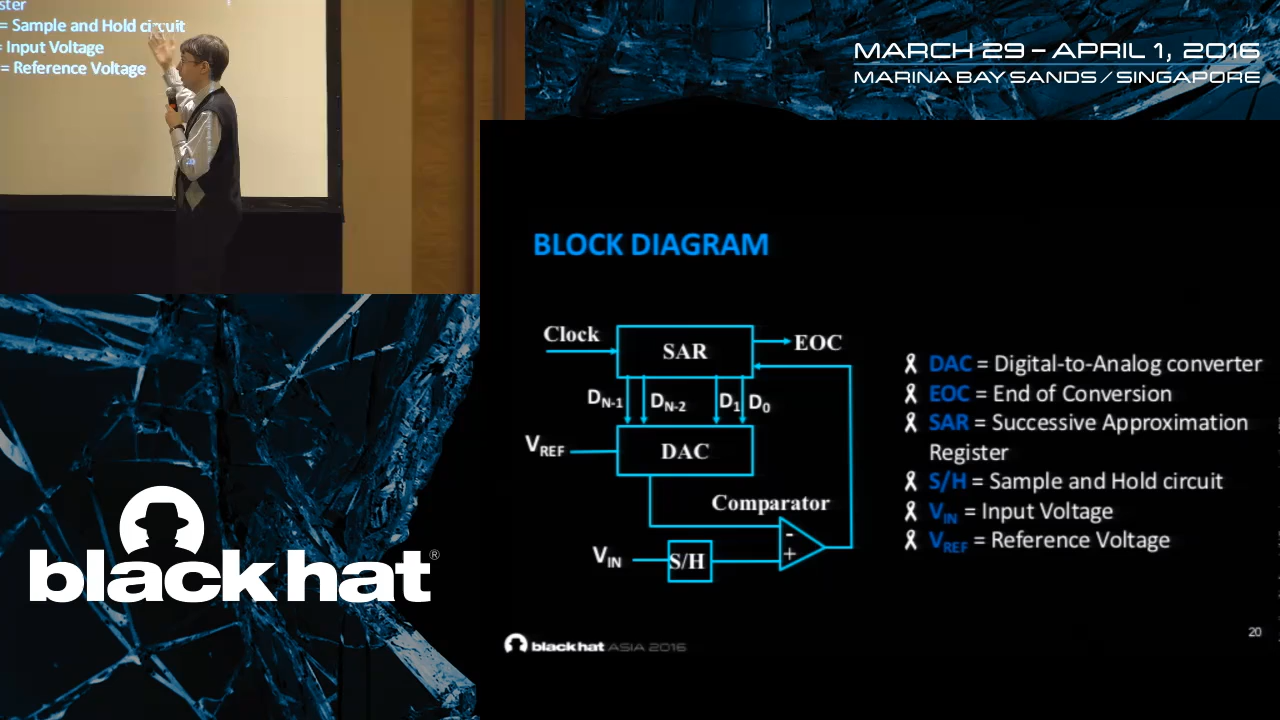 ster
= Sample and Hold circuit
= Input Voltage
= Reference Voltage
20
MARCH 29 – APRIL 1, 2016
MARINA BAY SANDS / SINGAPORE
BLOCK DIAGRAM
Clock
SAR
EOC
DN-1
DN-2
D1
D0
VREF
DAC
Comparator
-
+
VIN
S/H
DAC = Digital-to-Analog converter
EOC = End of Conversion
SAR = Successive Approximation
Register
S/H = Sample and Hold circuit
VIN = Input Voltage
VREF = Reference Voltage
black hat®
black hat ASIA 2016
20